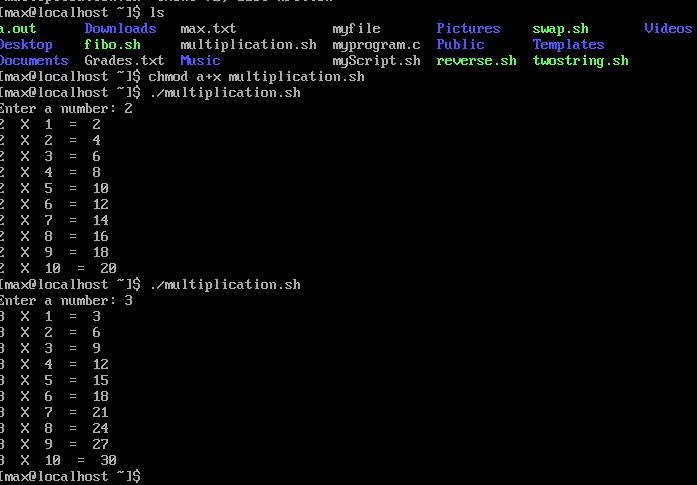 [max@localhost ~]$ ls
a.out Downloads max.txt myfile Pictures swap.sh Videos
Desktop fibo.sh multiplication.sh myprogram.c Public Templates
Documents Grades.txt Music myScript.sh reverse.sh twostring.sh
[max@localhost ~]$ chmod a+x multiplication.sh
[max@localhost ~]$ ./multiplication.sh
Enter a number: 2
2 X 1 = 2
2 X 2 = 4
2 X 3 = 6
2 X 4 = 8
2 X 5 = 10
2 X 6 = 12
2 X 7 = 14
2 X 8 = 16
2 X 9 = 18
2 X 10 = 20
[max@localhost ~]$ ./multiplication.sh
Enter a number: 3
3 X 1 = 3
3 X 2 = 6
3 X 3 = 9
3 X 4 = 12
3 X 5 = 15
3 X 6 = 18
3 X 7 = 21
3 X 8 = 24
3 X 9 = 27
3 X 10 = 30
[max@localhost ~]$